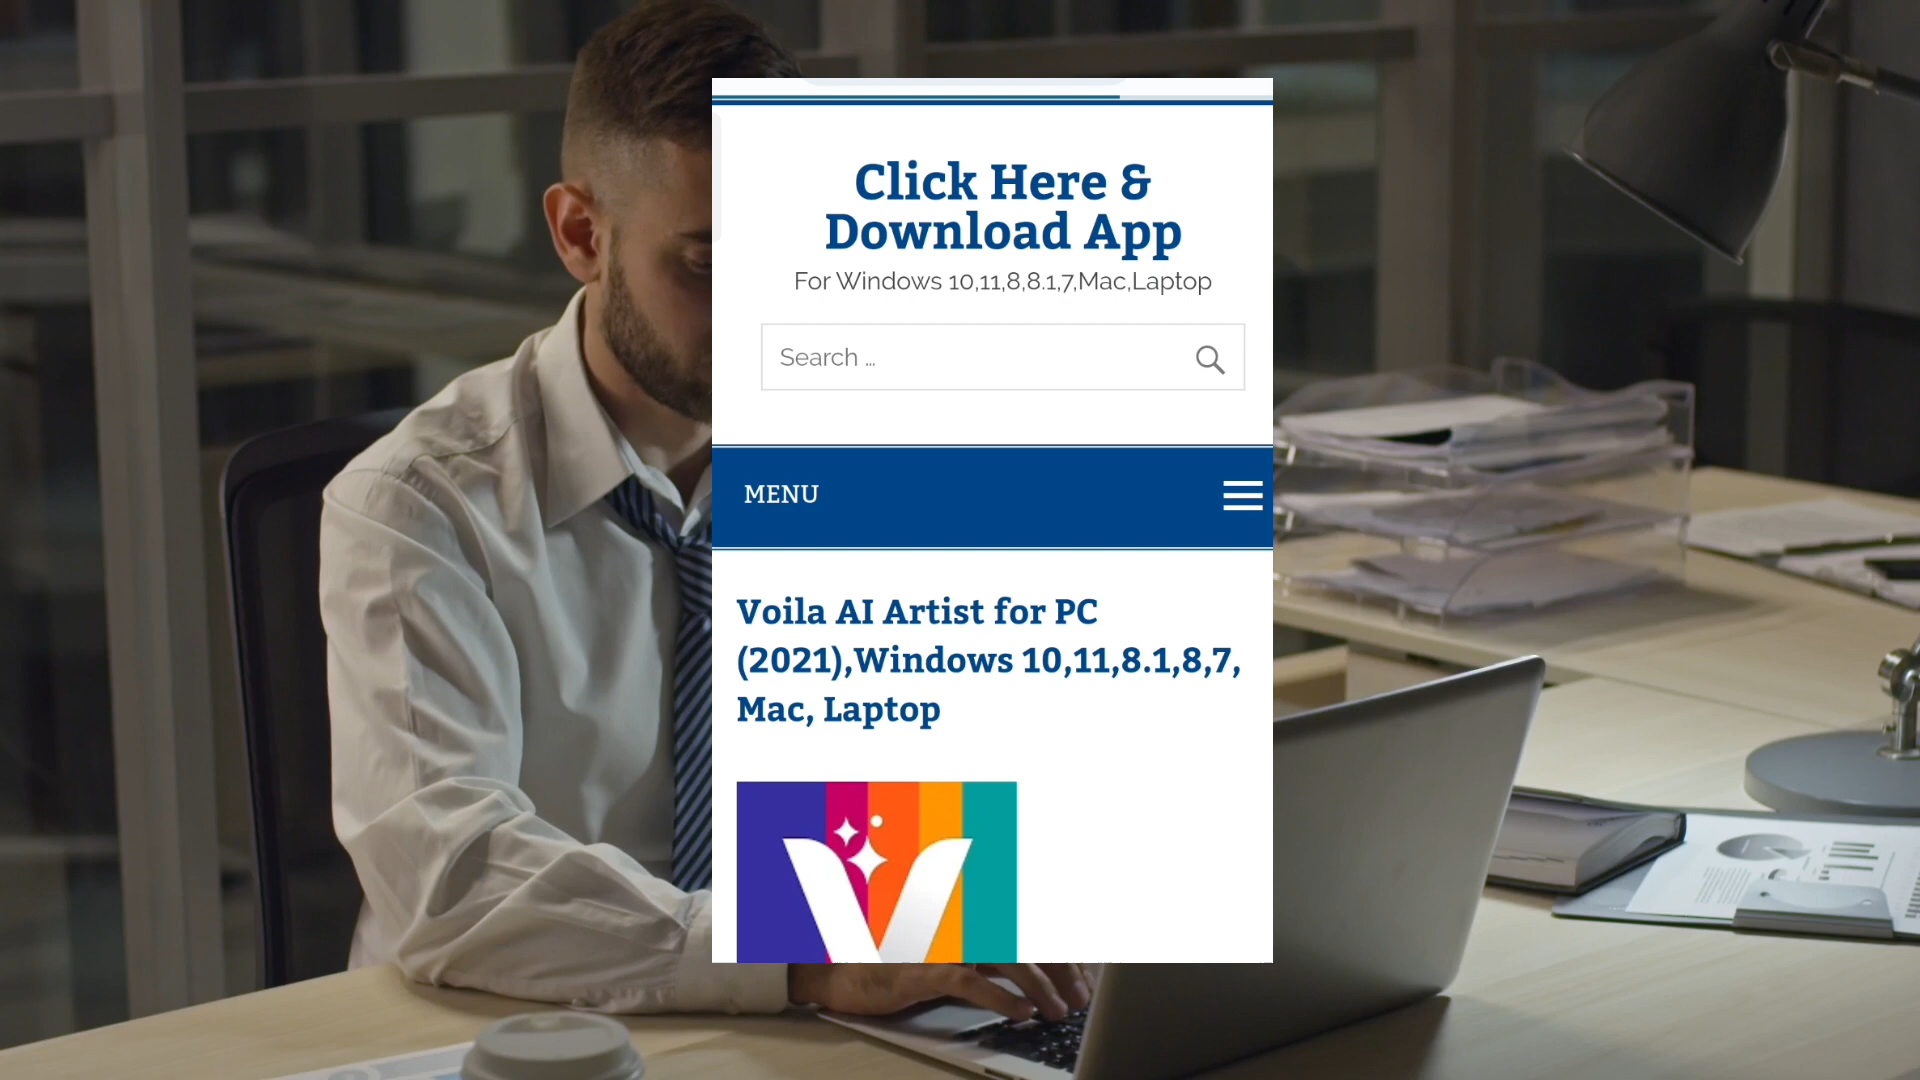 Click Here &
Download App
For Windows 10,11,8,8.1,7,Mac,Laptop
Search ...
MENU
Voila AI Artist for PC
(2021),Windows 10,11,8.1,8,7,
Mac, Laptop